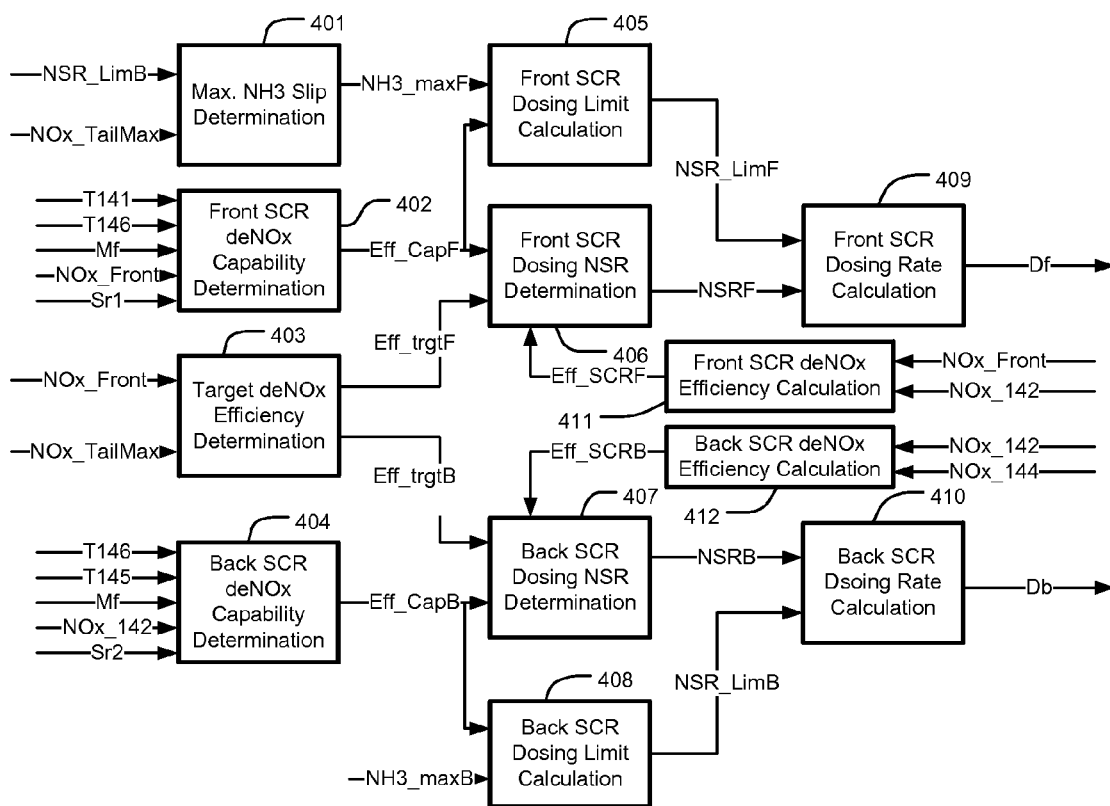 401
NSR_LimB
NOx_TailMax
Max. NH3 Slip
Determination
NH3_maxF
405
Front SCR
Dosing Limit
Calculation
NSR_LimF
T141
T146
Mf
NOx_Front
Sr1
402
Front SCR
deNOx
Capability
Determination
Eff_CapF
Front SCR
Dosing NSR
Determination
406
NSRF
409
Front SCR
Dosing Rate
Calculation
Df
403
NOx_Front
NOx_TailMax
Target deNOx
Efficiency
Determination
Eff_trgtF
Eff_trgtB
Eff_SCRF
Front SCR deNOx
Efficiency Calculation
411
NOx_Front
NOx_142
Eff_SCRB
Back SCR deNOx
Efficiency Calculation
412
NOx_142
NOx_144
404
T146
T145
Mf
NOx_142
Sr2
Back SCR
deNOx
Capability
Determination
Eff_CapB
407
Back SCR
Dosing NSR
Determination
NSRB
410
Back SCR
Dsoing Rate
Calculation
Db
408
NH3_maxB
Back SCR
Dosing Limit
Calculation
NSR_LimB